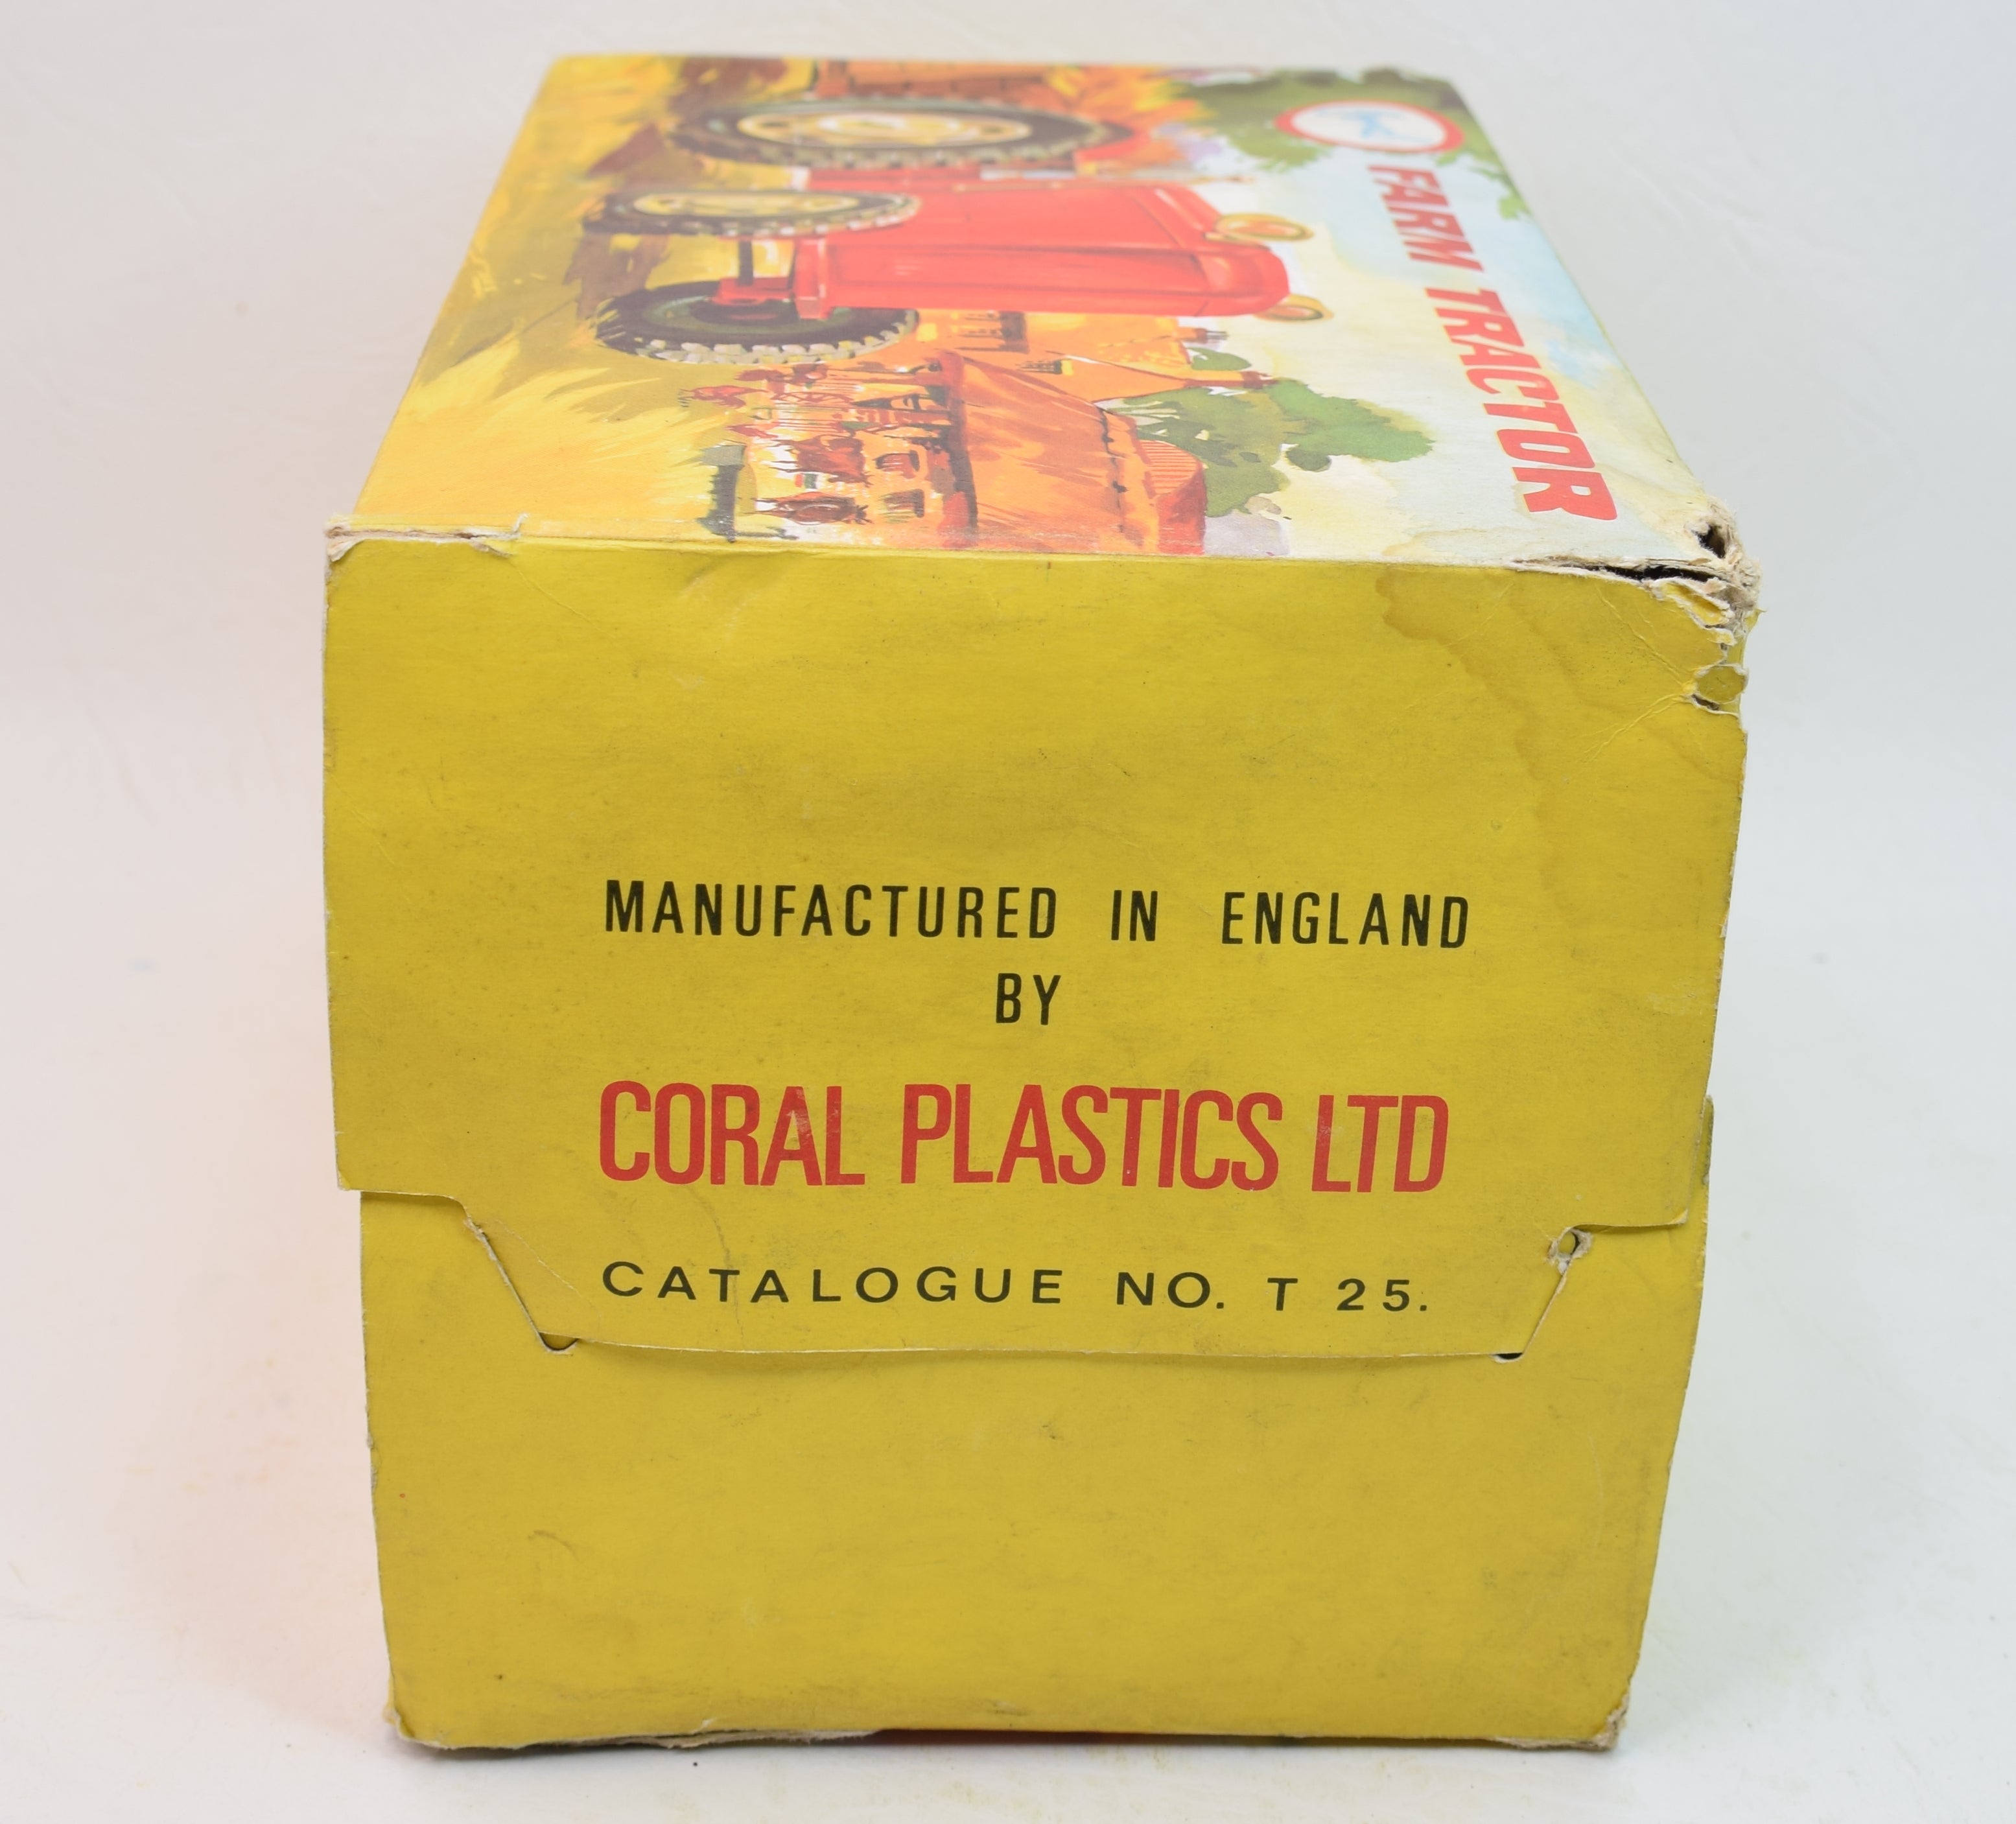 FARM TRACTOR
MANUFACTURED IN ENGLAND
BY
CORAL PLASTICS LTD
CATALOGUE NO. T 25.